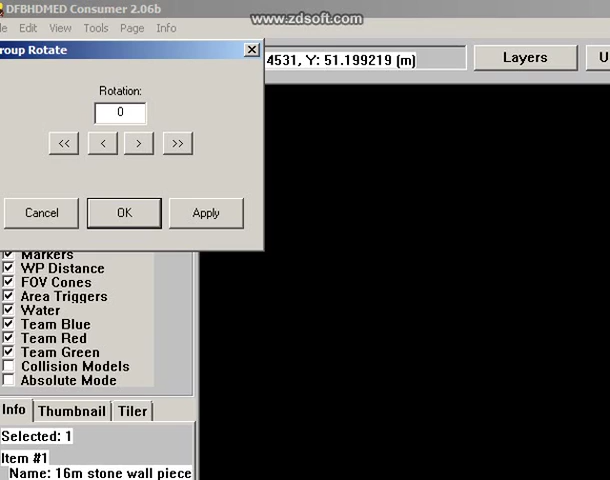 DFBHDMED Consumer 2.06b
www.zdsoft.com
Edit View Tools Page Info
roup Rotate
4531, Y: 51.199219 (m)
Layers
U
Rotation:
0
<< < > >>
Cancel OK Apply
Markers
WP Distance
FOV Cones
Area Triggers
Water
Team Blue
Team Red
Team Green
Collision Models
Absolute Mode
Info Thumbnail Tiler
Selected: 1
Item #1
Name: 16m stone wall piece